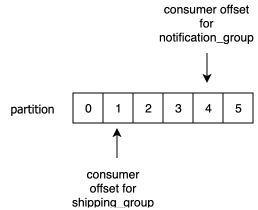 consumer offset
for
notification_group
partition 0 1 2 3 4 5
consumer
offset for
shipping_group